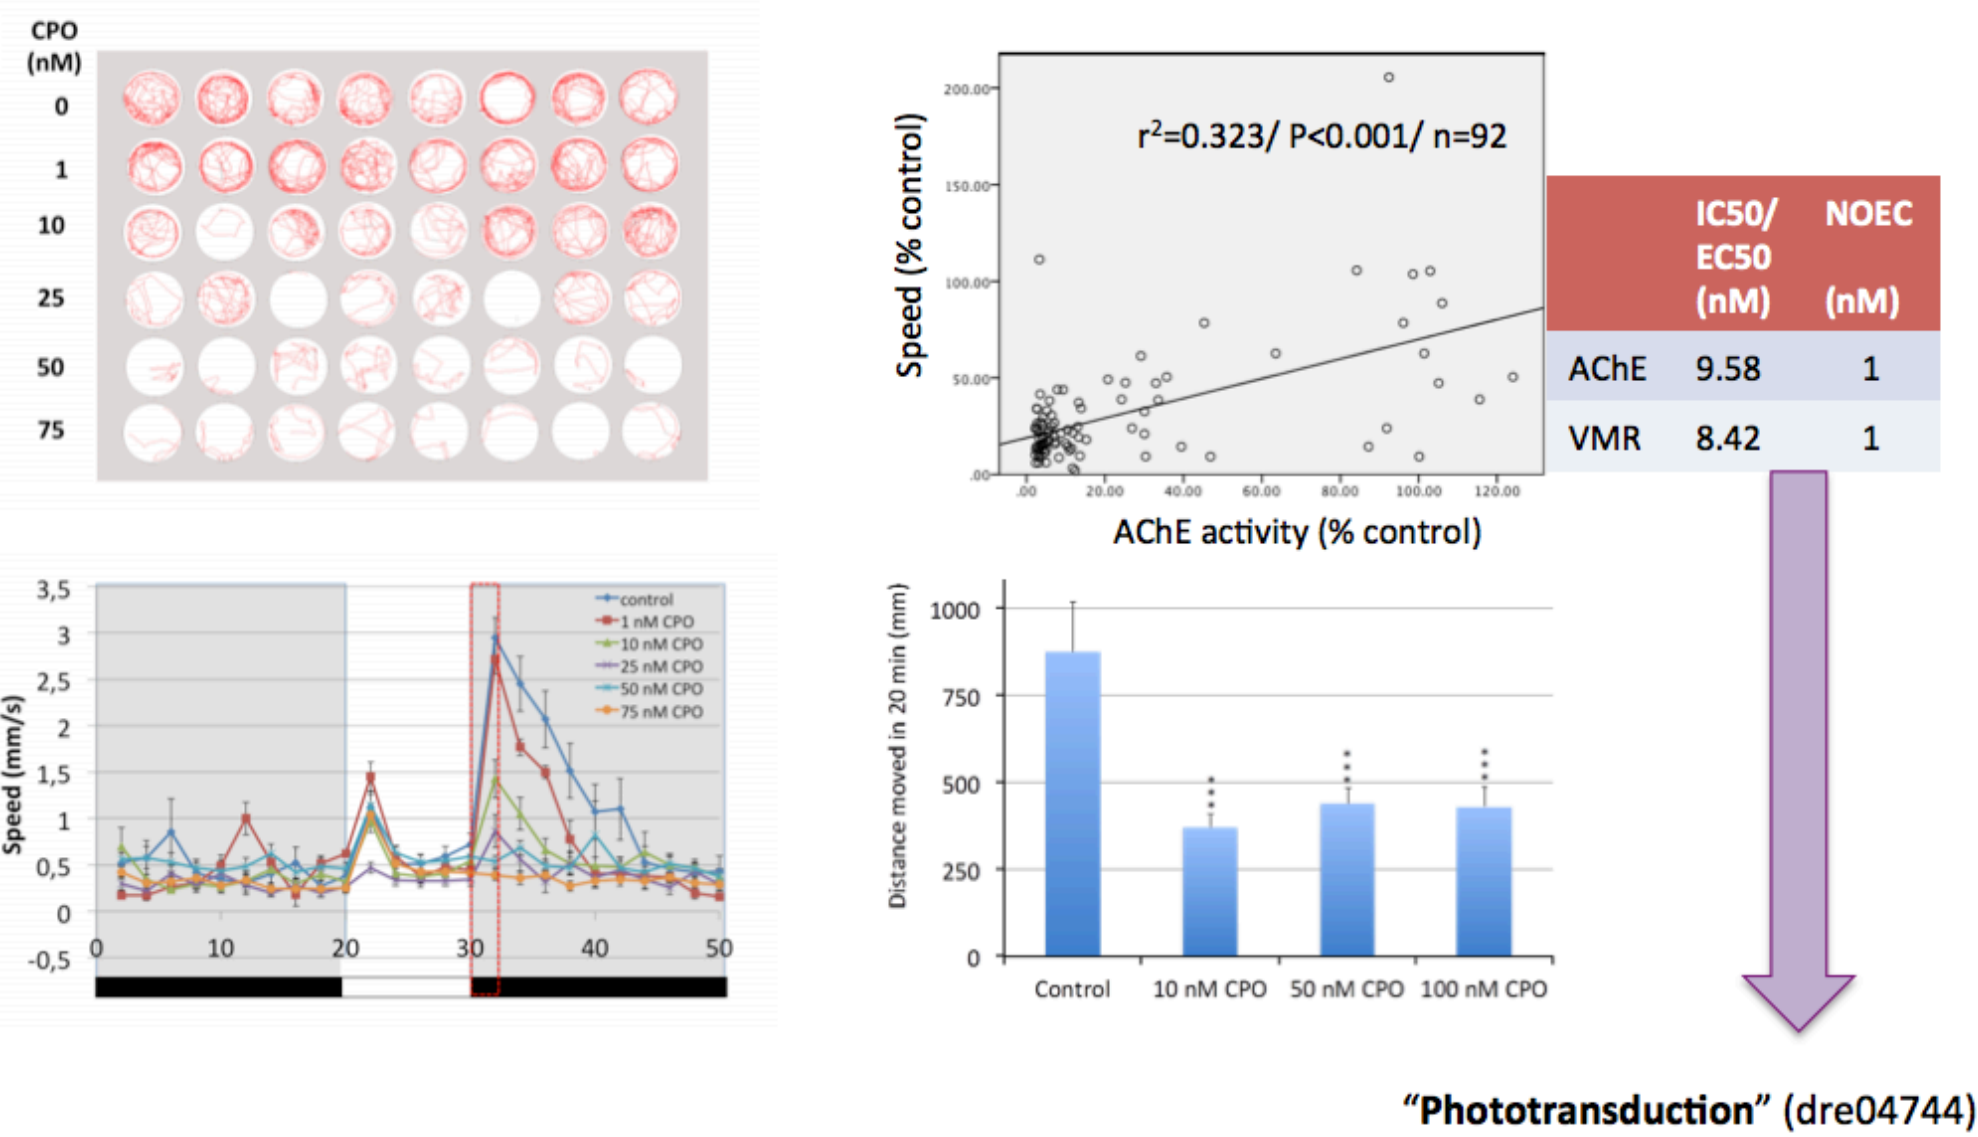 CPO
(nM)
0
1
10
25
50
75
Speed (% control)
200.00
150.00
100.00
50.00
.00
r²=0.323/ P<0.001/ n=92
.00 20.00 40.00 60.00 80.00 100.00 120.00
AChE activity (% control)
IC50/ NOEC
EC50
(nM) (nM)
AChE 9.58 1
VMR 8.42 1
Speed (mm/s)
3,5
3
2,5
2
1,5
1
0,5
0
-0,5
control
1 nM CPO
10 nM CPO
25 nM CPO
50 nM CPO
75 nM CPO
0 10 20 30 40 50
Distance moved in 20 min (mm)
1000
750
500
250
0
***
***
***
Control 10 nM CPO 50 nM CPO 100 nM CPO
“Phototransduction” (dre04744)